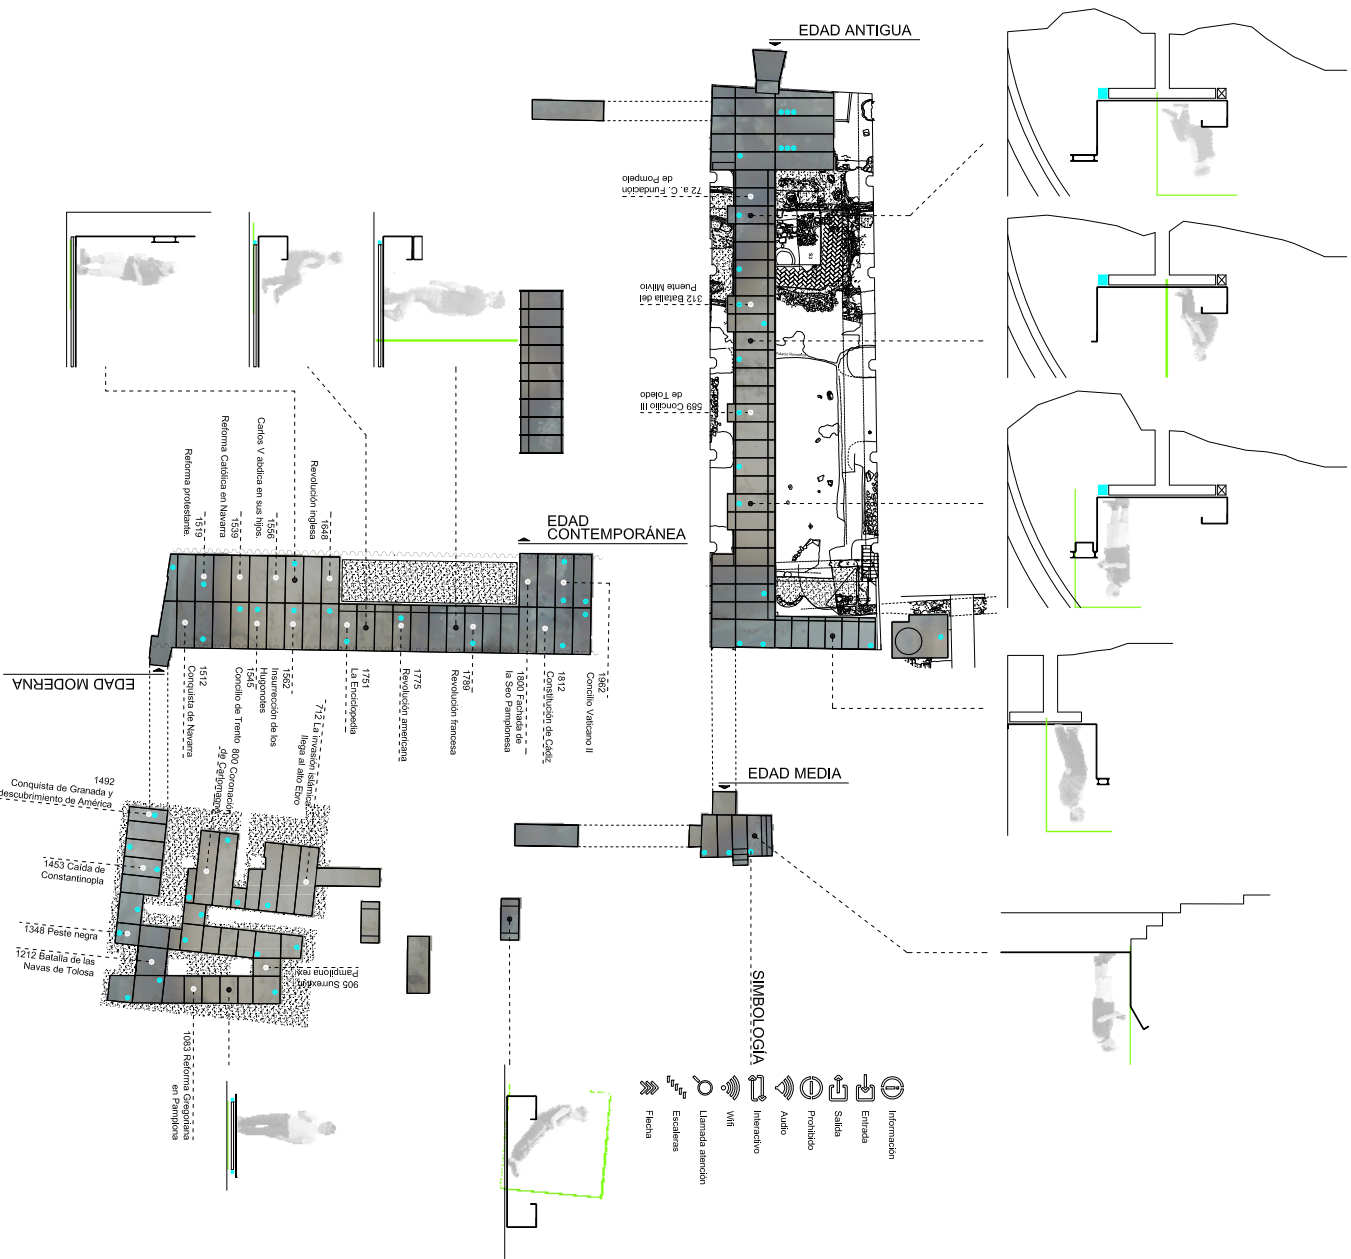 EDAD ANTIGUA
72 a. C. Fundación
de Pompelo
312 Batalla del
Puente Milvio
589 Concilio III
de Toledo
EDAD
CONTEMPORÁNEA
1519
Reforma protestante.
1539
Reforma Católica en Navarra
1556
Carlos V abdica en sus hijos.
1648
Revolución inglesa
EDAD MODERNA
1512
Conquista de Navarra
1545
Concilio de Trento
1562
Insurrección de los
Hugonotes
1751
La Enciclopedia
1775
Revolución americana
1789
Revolución francesa
1800 Fachada de
la Seo Pamplonesa
1812
Constitución de Cádiz
1962
Concilio Vaticano II
EDAD MEDIA
712 La invasión islámica
llega al alto Ebro
800 Coronación
de Carlomagno
1492
Conquista de Granada y
descubrimiento de América
1453 Caída de
Constantinopla
1348 Peste negra
1212 Batalla de las
Navas de Tolosa
905 Surrexit in
Pampilona rex
1083 Reforma Gregoriana
en Pamplona
SIMBOLOGÍA
Información
Entrada
Salida
Prohibido
Audio
Interactivo
Wifi
Llamada atención
Escaleras
Flecha